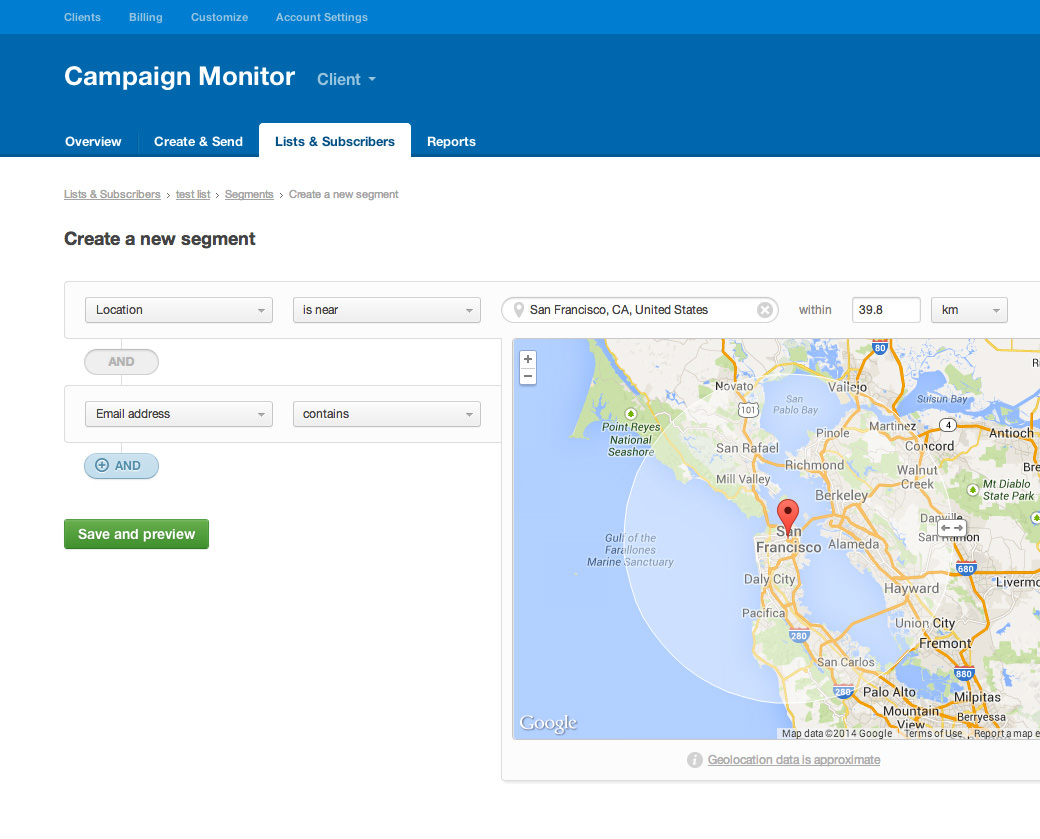 Clients Billing Customize Account Settings
Campaign Monitor Client
Overview Create & Send Lists & Subscribers Reports
Lists & Subscribers › test list › Segments › Create a new segment
Create a new segment
Location is near San Francisco, CA, United States within 39.8 km
AND
Email address contains
AND
Save and preview
+
−
80
Novato
Vallejo
101
San
Pablo Bay
Suisun Bay
Point Reyes
National
Seashore
Pinole
Martinez
4
Concord
Antioch
San Rafael
Richmond
Walnut
Creek
Mt Diablo
State Park
Mill Valley
Berkeley
Danville
San Ramon
San
Francisco
Alameda
Gulf of the
Farallones
Marine Sanctuary
680
Daly City
Hayward
Pacifica
280
Union City
Fremont
San Carlos
880
280
Palo Alto
Milpitas
Mountain
View
Berryessa
Google
Map data ©2014 Google Terms of Use Report a map e
i Geolocation data is approximate